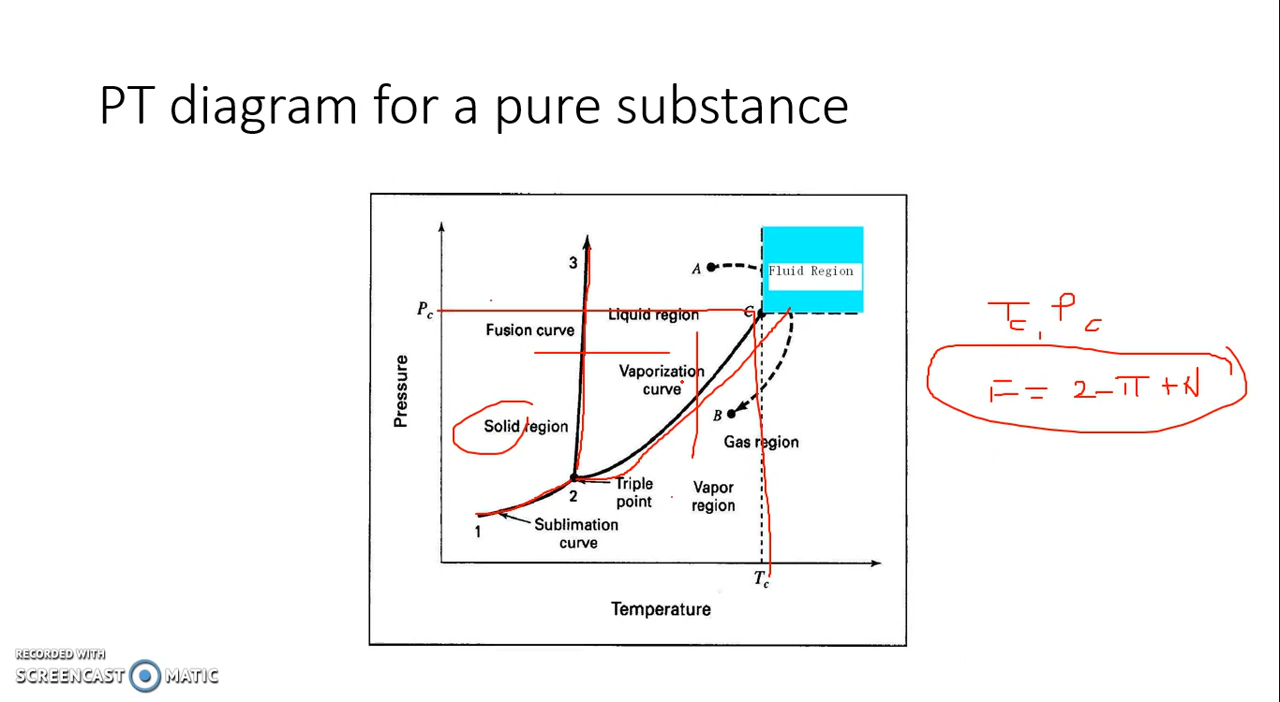 PT diagram for a pure substance
3
A
Fluid Region
P_c
C
Liquid region
Fusion curve
T_c, P_c
Vaporization
curve
F = 2-π+N
Pressure
B
Solid region
Gas region
2
Triple
point
Vapor
region
1
Sublimation
curve
T_c
Temperature
RECORDED WITH
SCREENCAST MATIC